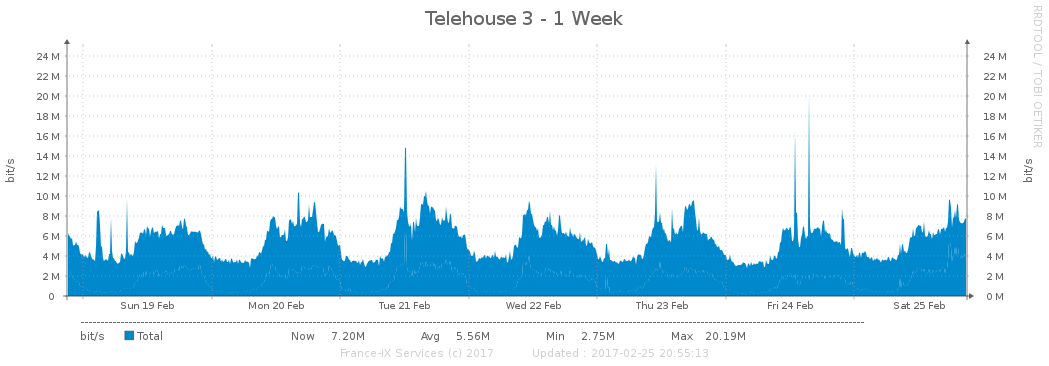 Telehouse 3 - 1 Week
RRDTOOL / TOBI OETIKER
24 M 24 M
22 M 22 M
20 M 20 M
18 M 18 M
16 M 16 M
14 M 14 M
12 M 12 M
10 M 10 M
8 M 8 M
6 M 6 M
4 M 4 M
2 M 2 M
0 0 M
bit/s bit/s
Sun 19 Feb Mon 20 Feb Tue 21 Feb Wed 22 Feb Thu 23 Feb Fri 24 Feb Sat 25 Feb
bit/s Total Now 7.20M Avg 5.56M Min 2.75M Max 20.19M
France-IX Services (c) 2017 Updated : 2017-02-25 20:55:13